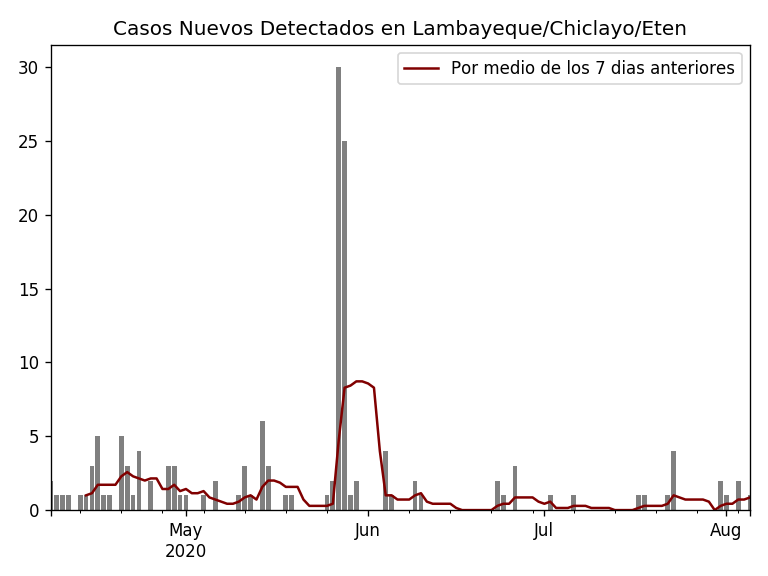 Casos Nuevos Detectados en Lambayeque/Chiclayo/Eten
Por medio de los 7 dias anteriores
30
25
20
15
10
5
0
May Jun Jul Aug
2020